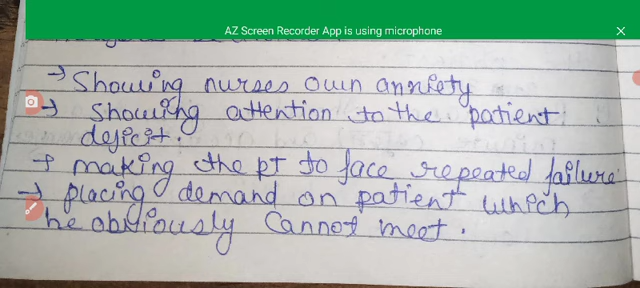 AZ Screen Recorder App is using microphone
→ Showing nurses own anxiety
→ Showing attention to the patient
deficit.
→ making the pt to face repeated failure
→ placing demand on patient which
he obviously cannot meet.